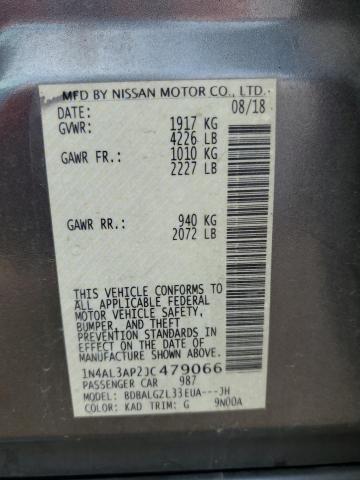 MFD BY NISSAN MOTOR CO., LTD.
DATE: 08/18
GVWR: 1917 KG
4226 LB
GAWR FR.: 1010 KG
2227 LB
GAWR RR.: 940 KG
2072 LB
THIS VEHICLE CONFORMS TO
ALL APPLICABLE FEDERAL
MOTOR VEHICLE SAFETY,
BUMPER, AND THEFT
PREVENTION STANDARDS IN
EFFECT ON THE DATE OF
MANUFACTURE SHOWN ABOVE.
1N4AL3AP2JC479066
PASSENGER CAR 987
MODEL: BDBALGZL33EUA---JH
COLOR: KAD TRIM: G 9N00A